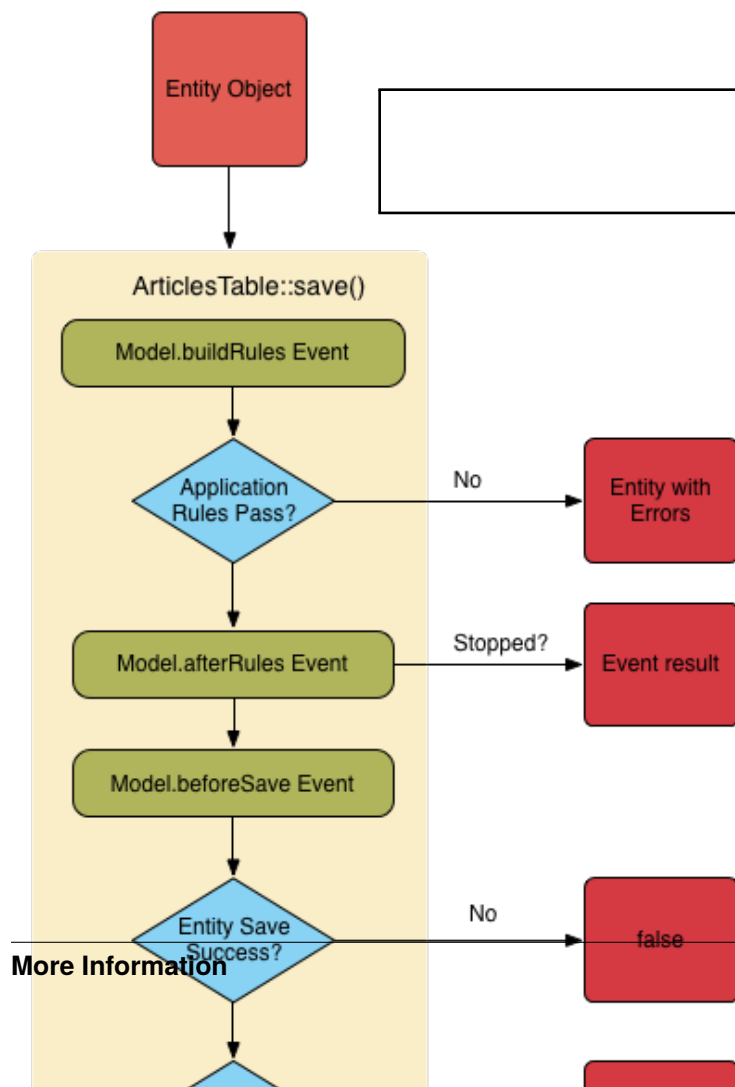 Entity Object
ArticlesTable::save()
Model.buildRules Event
Application
Rules Pass?
No
Entity with
Errors
Model.afterRules Event
Stopped?
Event result
Model.beforeSave Event
Entity Save
Success?
No
false
More Information